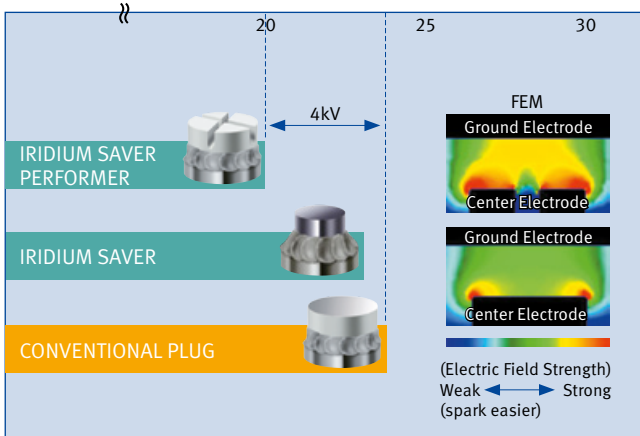 20
25
30
4kV
FEM
Ground Electrode
Center Electrode
IRIDIUM SAVER
PERFORMER
Ground Electrode
Center Electrode
IRIDIUM SAVER
CONVENTIONAL PLUG
(Electric Field Strength)
Weak Strong
(spark easier)